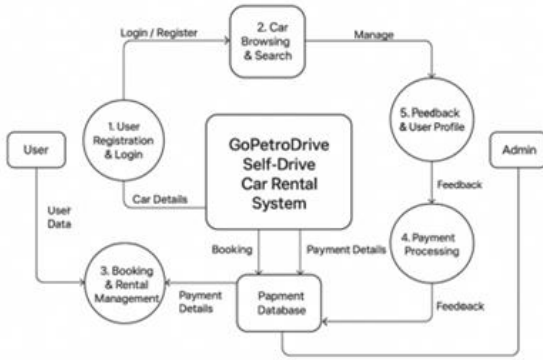 Login / Register
2. Car
Browsing
& Search
Manage
1. User
Registration
& Login
5. Peedback
& User Profile
User
GoPetroDrive
Self-Drive
Car Rental
System
Admin
Car Details
Feedback
User
Data
Booking
Payment Details
4. Payment
Processing
3. Booking
& Rental
Management
Payment
Details
Papment
Database
Feedback